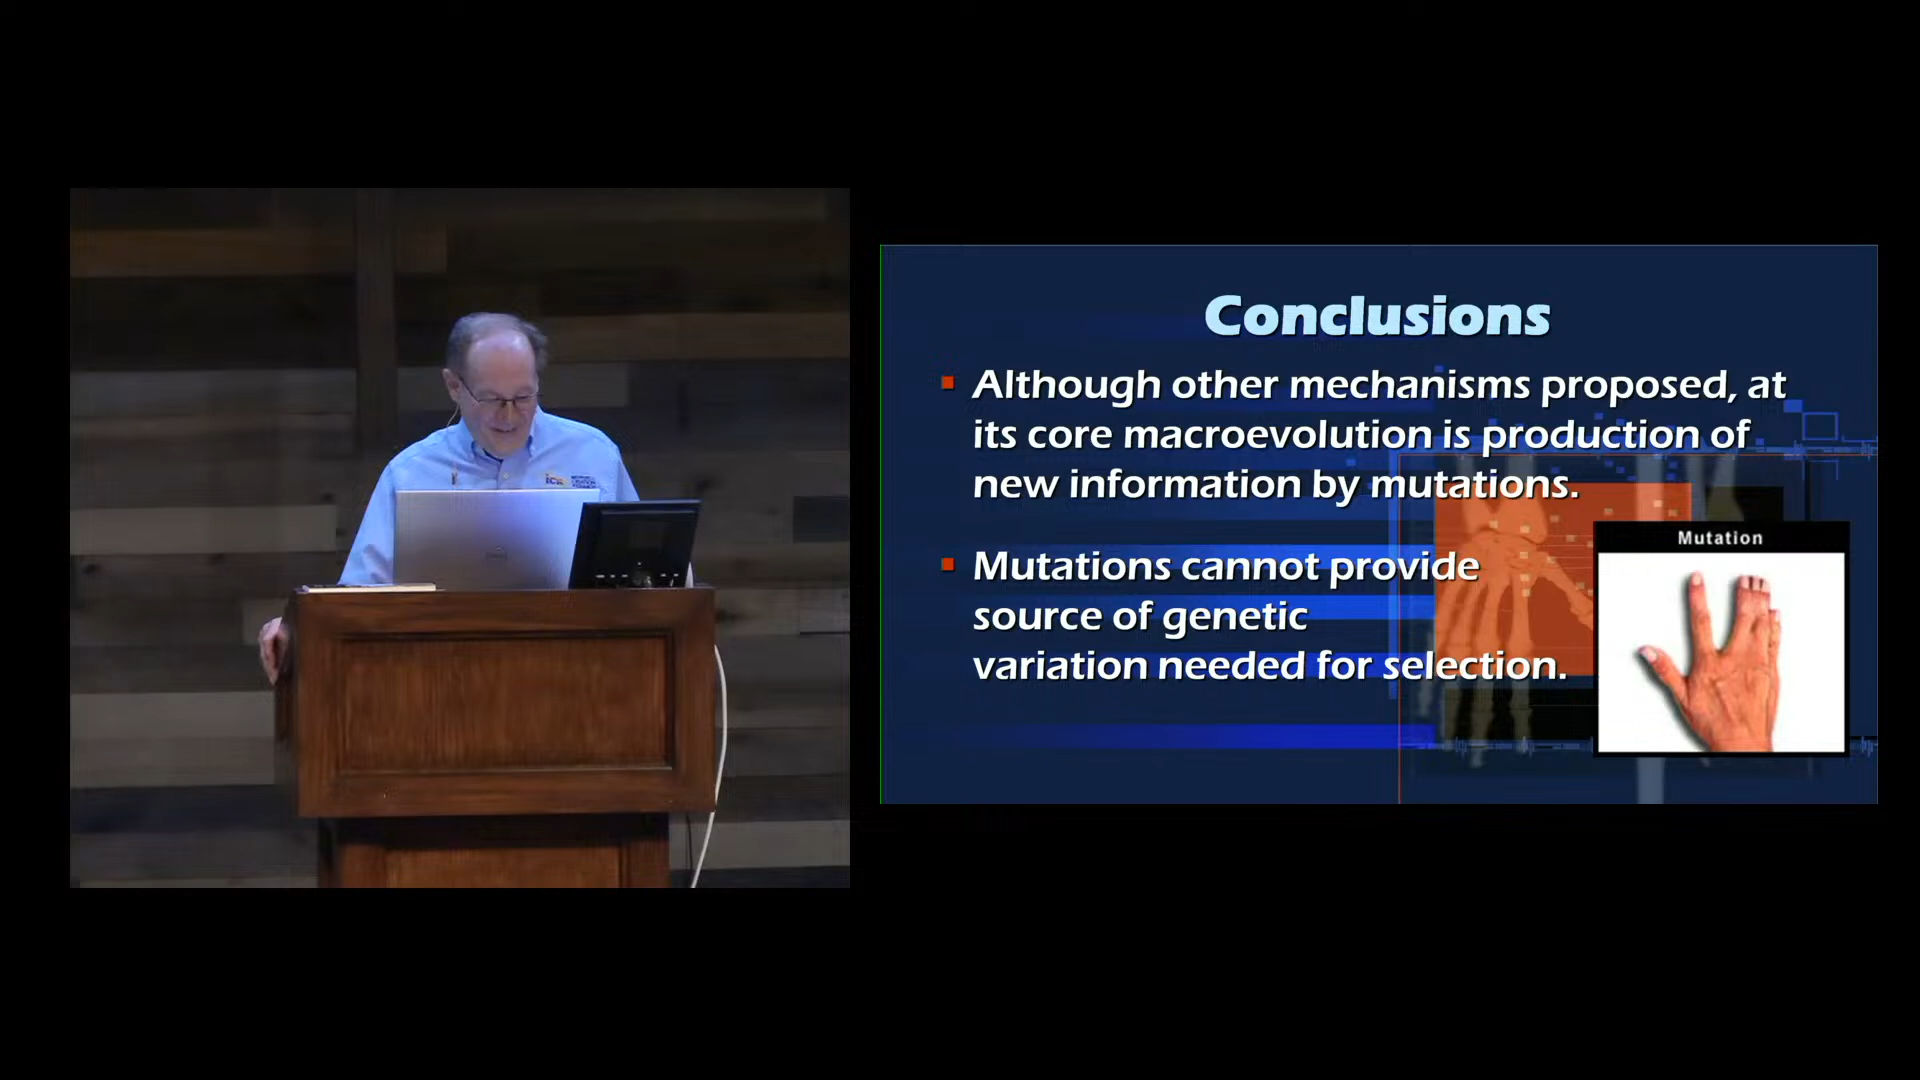 Conclusions
Although other mechanisms proposed, at
its core macroevolution is production of
new information by mutations.
Mutations cannot provide
source of genetic
variation needed for selection.
Mutation